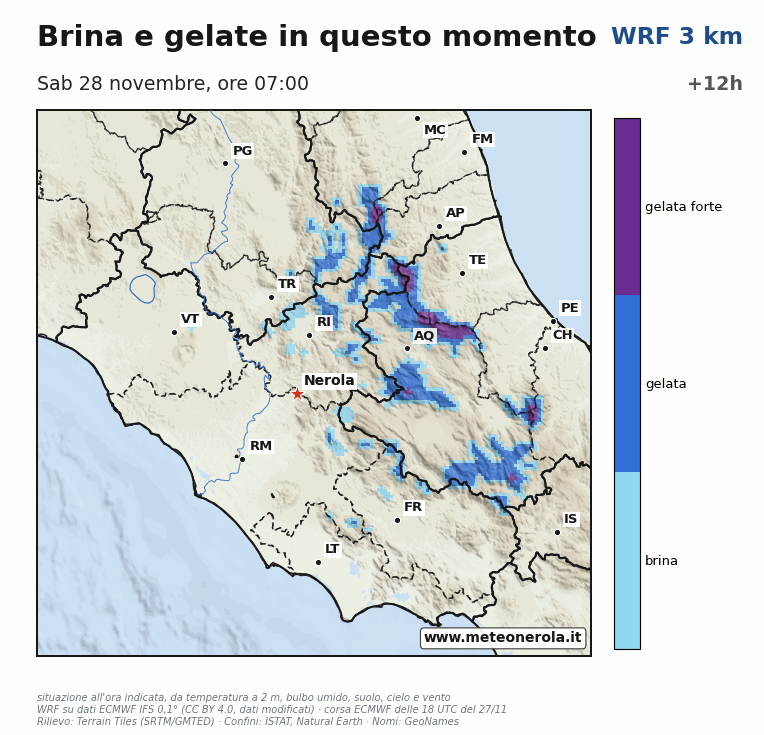 Brina e gelate in questo momento WRF 3 km
Sab 28 novembre, ore 07:00 +12h
MC
FM
PG
gelata forte
AP
TE
TR
PE
VT
RI
CH
AQ
Nerola
gelata
RM
FR
IS
LT
brina
www.meteonerola.it
situazione all'ora indicata, da temperatura a 2 m, bulbo umido, suolo, cielo e vento
WRF su dati ECMWF IFS 0,1° (CC BY 4.0, dati modificati) · corsa ECMWF delle 18 UTC del 27/11
Rilievo: Terrain Tiles (SRTM/GMTED) · Confini: ISTAT, Natural Earth · Nomi: GeoNames